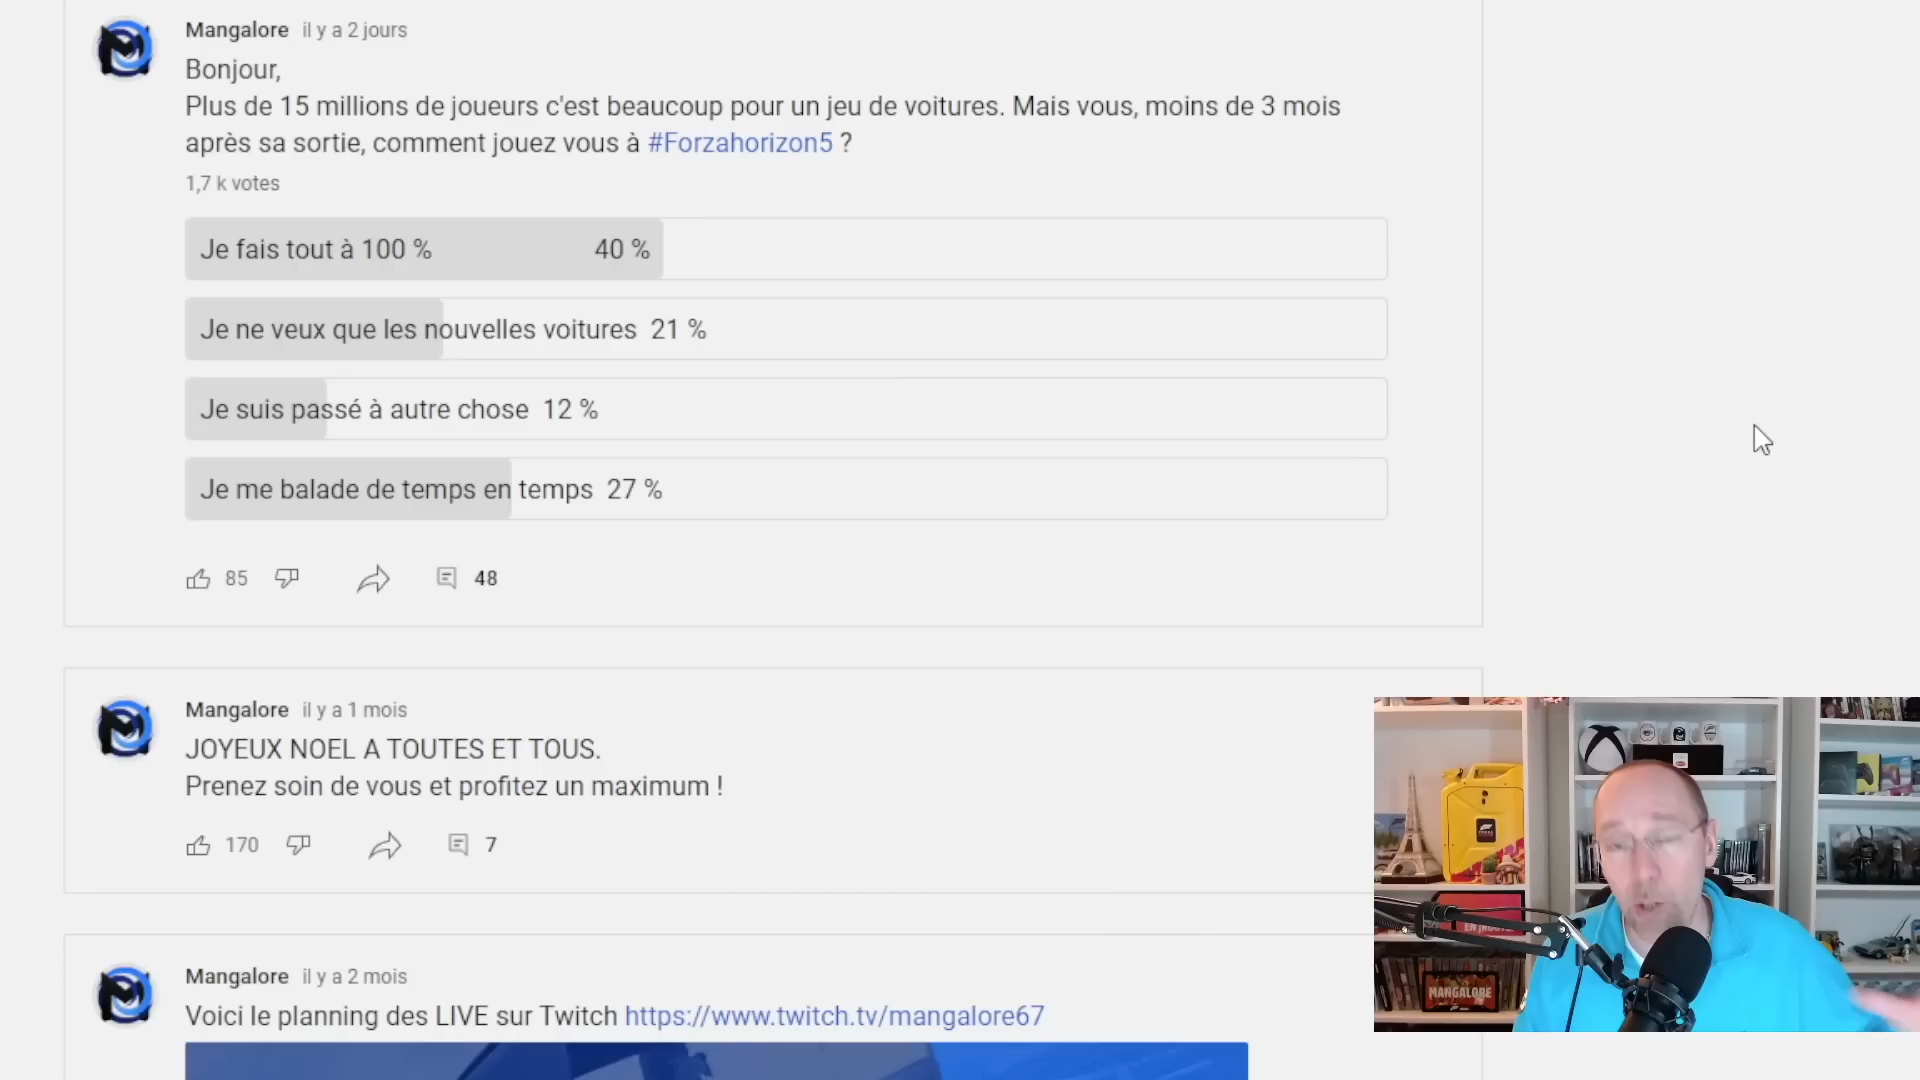 Mangalore il y a 2 jours
Bonjour,
Plus de 15 millions de joueurs c'est beaucoup pour un jeu de voitures. Mais vous, moins de 3 mois
après sa sortie, comment jouez vous à #Forzahorizon5 ?
1,7 k votes
Je fais tout à 100 % 40 %
Je ne veux que les nouvelles voitures 21 %
Je suis passé à autre chose 12 %
Je me balade de temps en temps 27 %
85 48
Mangalore il y a 1 mois
JOYEUX NOEL A TOUTES ET TOUS.
Prenez soin de vous et profitez un maximum !
170 7
Mangalore il y a 2 mois
Voici le planning des LIVE sur Twitch https://www.twitch.tv/mangalore67
MANGALORE